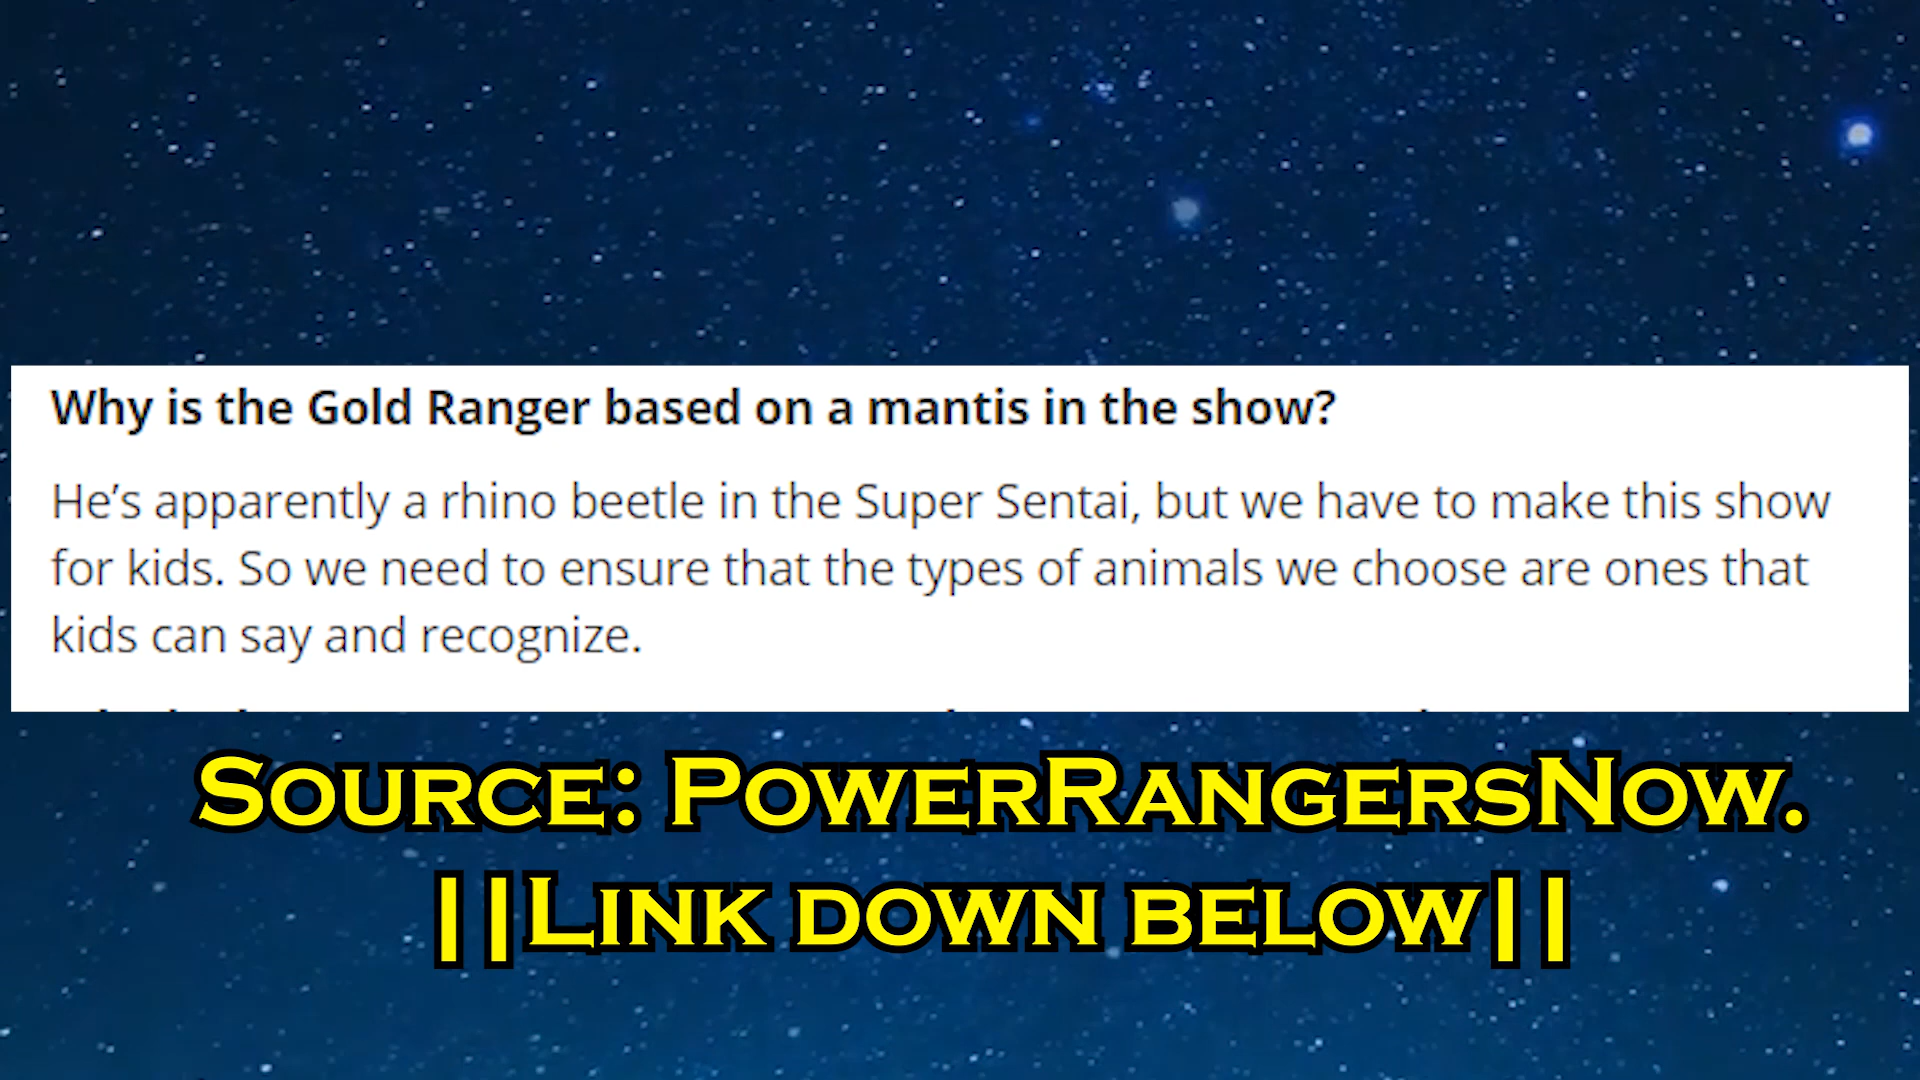 Why is the Gold Ranger based on a mantis in the show?
He’s apparently a rhino beetle in the Super Sentai, but we have to make this show
for kids. So we need to ensure that the types of animals we choose are ones that
kids can say and recognize.
Source: PowerRangersNow.
||Link down below||